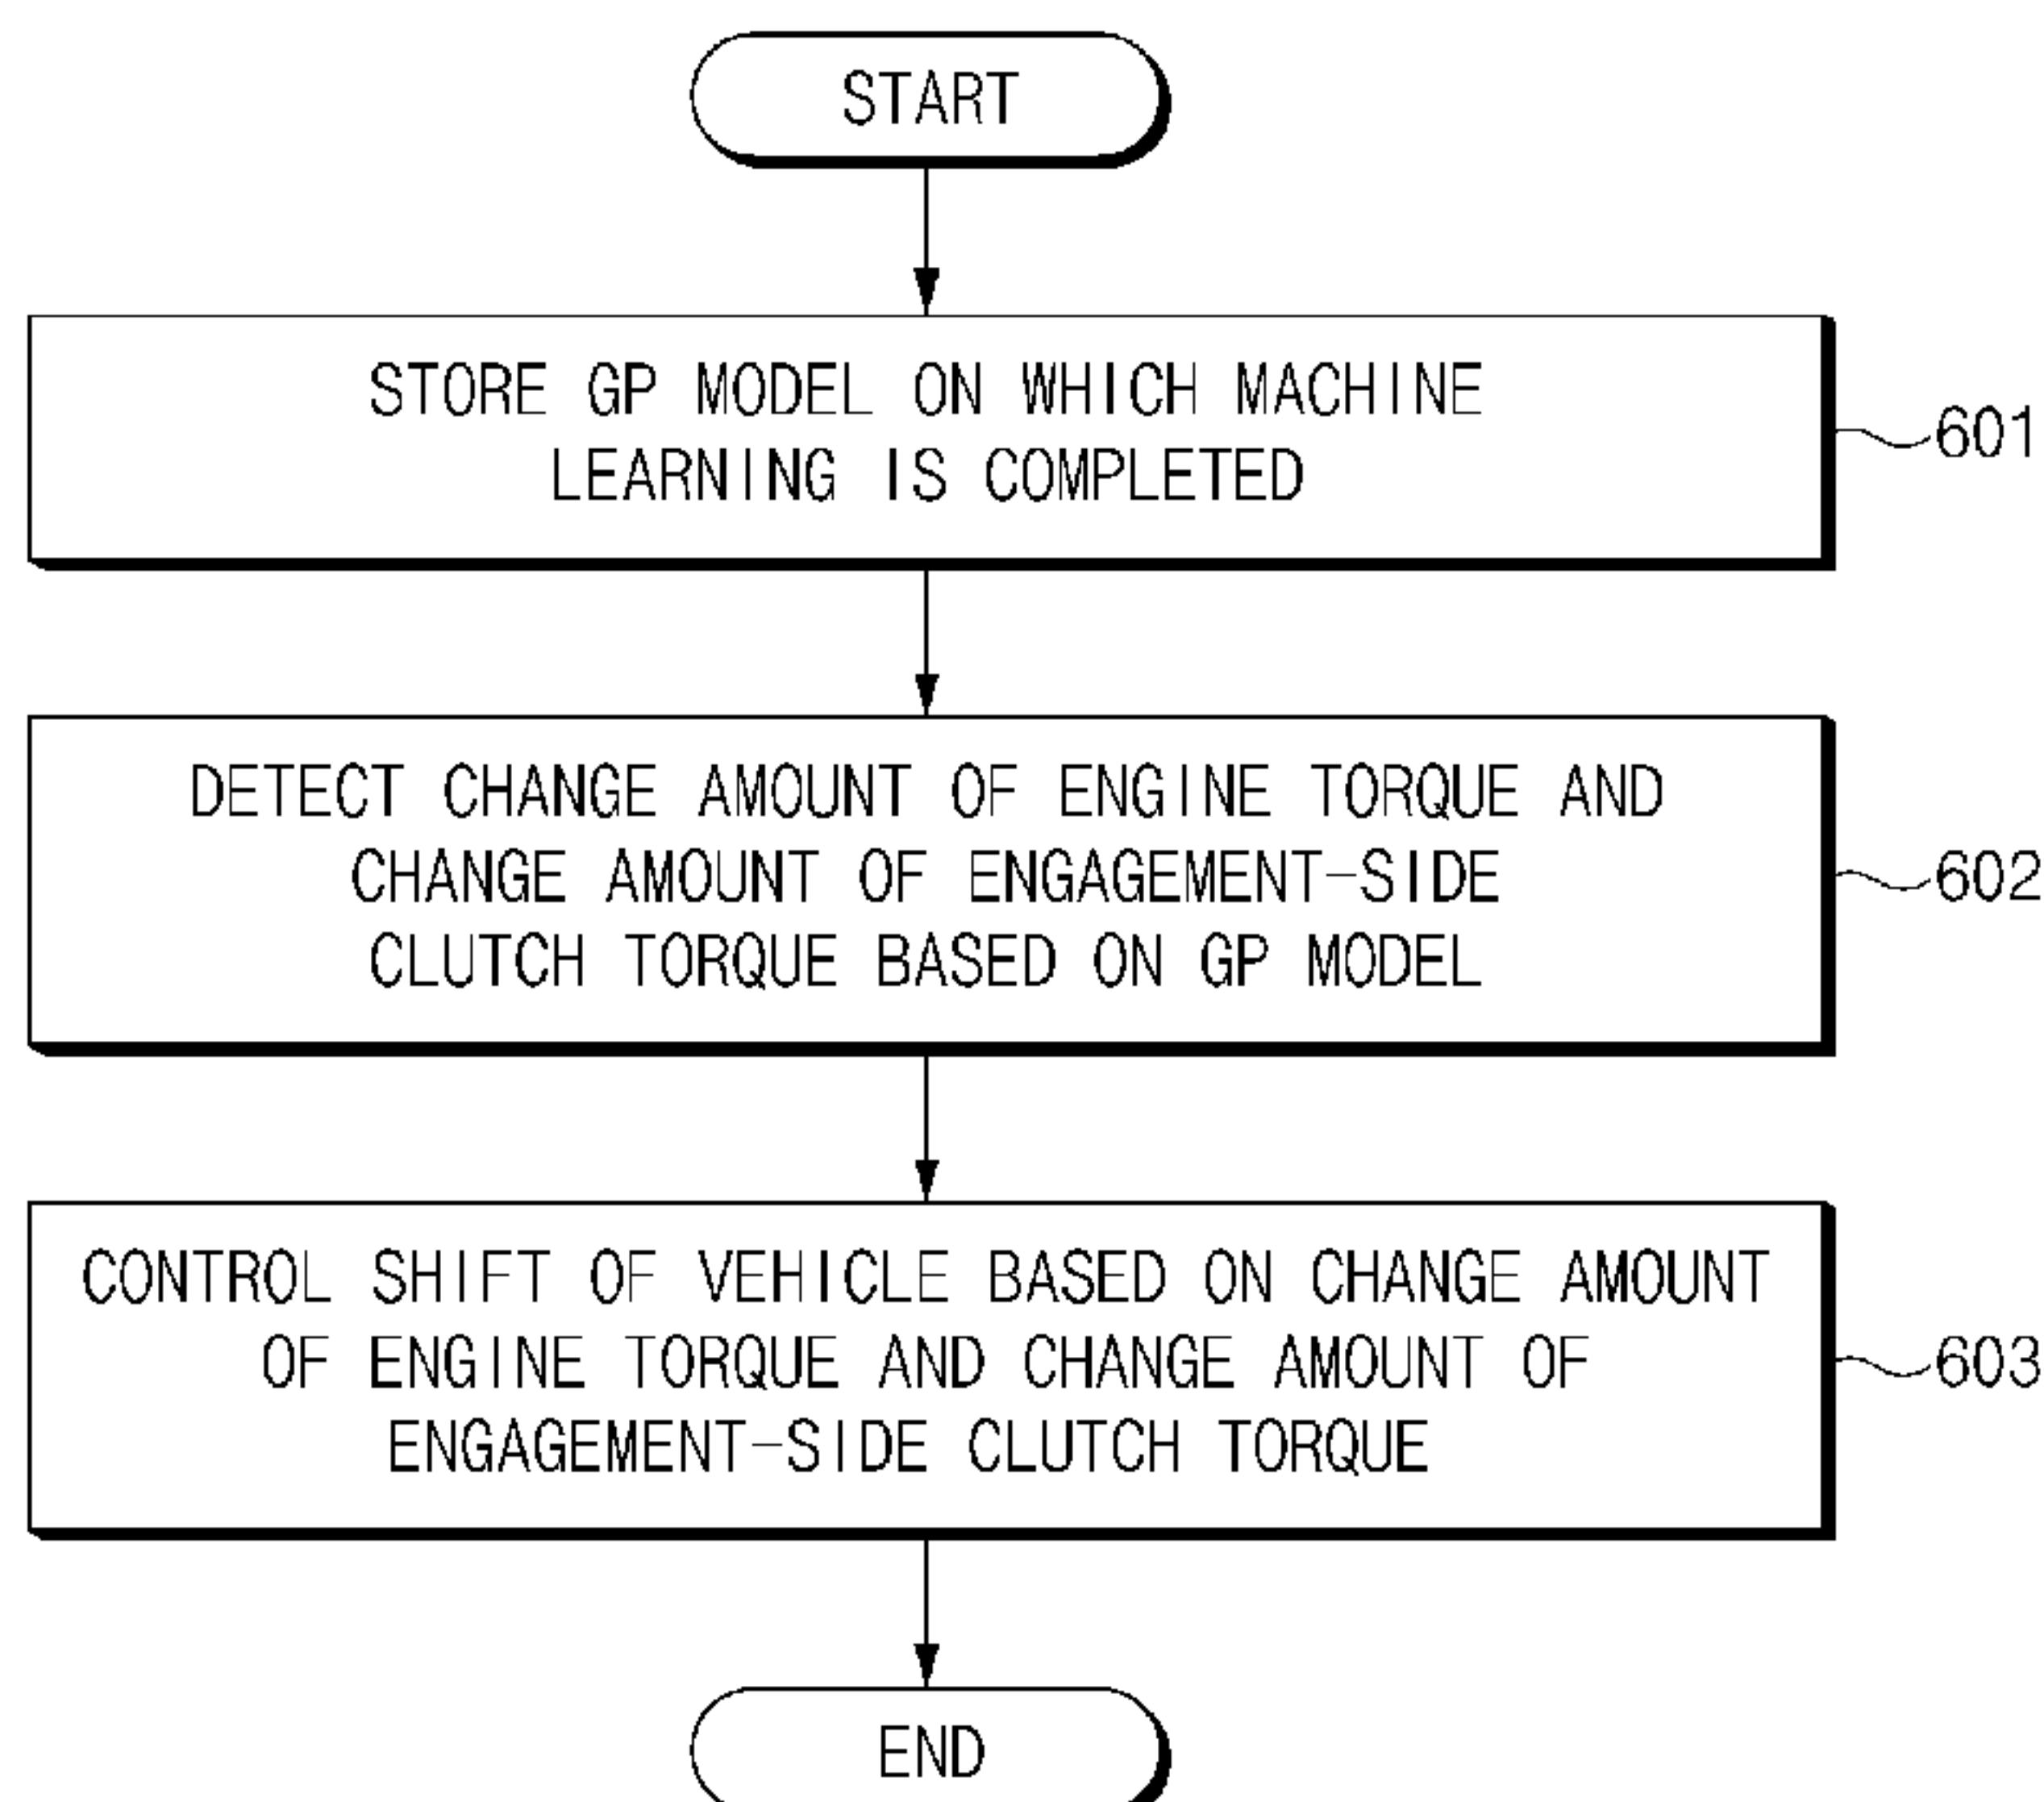 START
STORE GP MODEL ON WHICH MACHINE
LEARNING IS COMPLETED
601
DETECT CHANGE AMOUNT OF ENGINE TORQUE AND
CHANGE AMOUNT OF ENGAGEMENT-SIDE
CLUTCH TORQUE BASED ON GP MODEL
602
CONTROL SHIFT OF VEHICLE BASED ON CHANGE AMOUNT
OF ENGINE TORQUE AND CHANGE AMOUNT OF
ENGAGEMENT-SIDE CLUTCH TORQUE
603
END